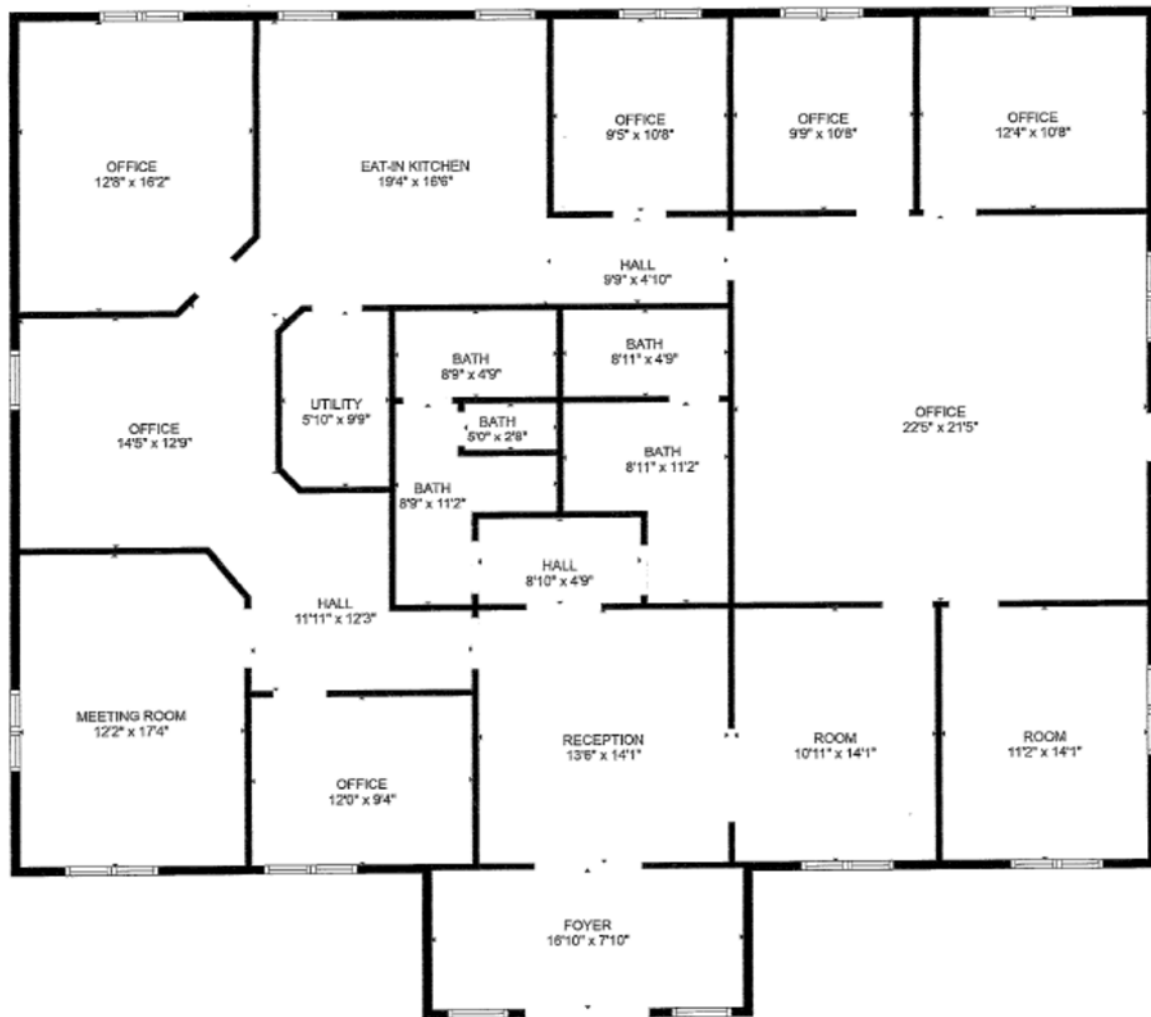 OFFICE
9'5" x 10'8"
OFFICE
9'9" x 10'8"
OFFICE
12'4" x 10'8"
OFFICE
12'8" x 16'2"
EAT-IN KITCHEN
19'4" x 16'6"
HALL
9'9" x 4'10"
BATH
8'9" x 4'9"
BATH
8'11" x 4'9"
UTILITY
5'10" x 9'9"
OFFICE
14'5" x 12'9"
BATH
5'0" x 2'8"
OFFICE
22'5" x 21'5"
BATH
8'11" x 11'2"
BATH
8'9" x 11'2"
HALL
8'10" x 4'9"
HALL
11'11" x 12'3"
MEETING ROOM
12'2" x 17'4"
RECEPTION
13'6" x 14'1"
ROOM
10'11" x 14'1"
ROOM
11'2" x 14'1"
OFFICE
12'0" x 9'4"
FOYER
16'10" x 7'10"